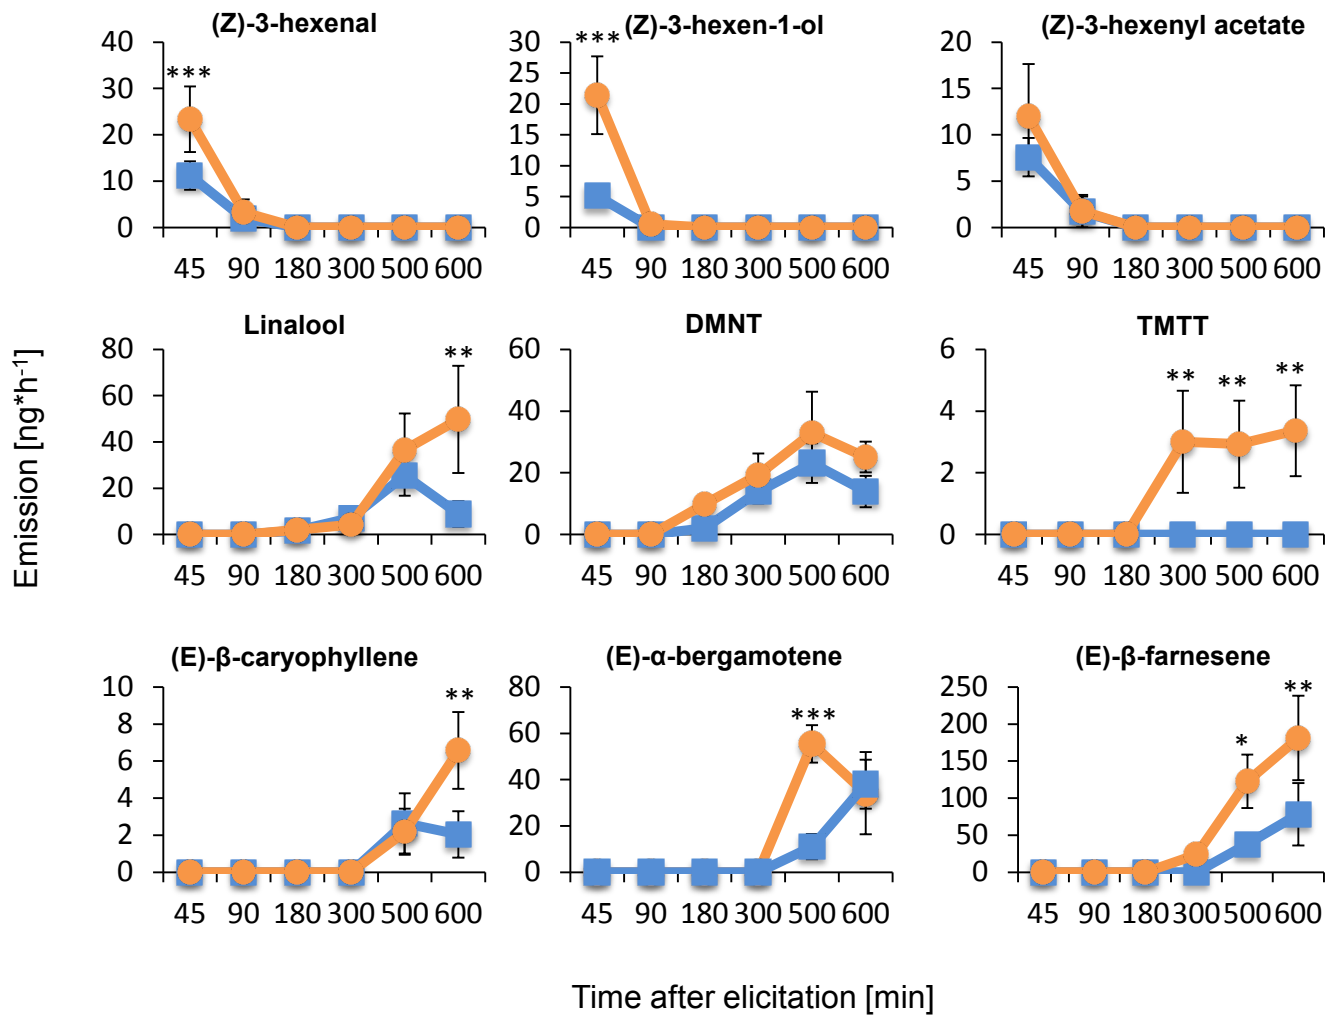 (Z)-3-hexenal
(Z)-3-hexen-1-ol
(Z)-3-hexenyl acetate
40
30
20
10
0
***
45 90 180 300 500 600
30
25
20
15
10
5
0
***
45 90 180 300 500 600
20
15
10
5
0
45 90 180 300 500 600
Emission [ng*h-1]
Linalool
DMNT
TMTT
80
60
40
20
0
**
45 90 180 300 500 600
60
40
20
0
45 90 180 300 500 600
6
4
2
0
** ** **
45 90 180 300 500 600
(E)-β-caryophyllene
(E)-α-bergamotene
(E)-β-farnesene
10
8
6
4
2
0
**
45 90 180 300 500 600
80
60
40
20
0
***
45 90 180 300 500 600
250
200
150
100
50
0
* **
45 90 180 300 500 600
Time after elicitation [min]